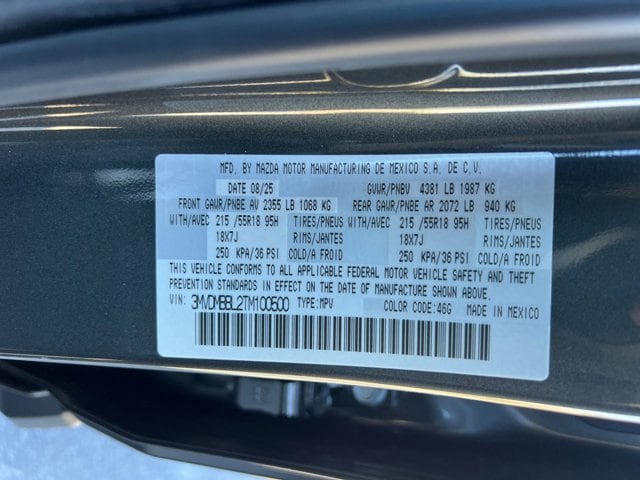 MFD. BY MAZDA MOTOR MANUFACTURING DE MEXICO S.A. DE C.V.
DATE 08/25 GVWR/PNBV 4381 LB 1987 KG
FRONT GAWR/PNBE AV 2355 LB 1068 KG REAR GAWR/PNBE AR 2072 LB 940 KG
WITH/AVEC 215 /55R18 95H TIRES/PNEUS WITH/AVEC 215 /55R18 95H TIRES/PNEUS
18X7J RIMS/JANTES 18X7J RIMS/JANTES
250 KPA/36 PSI COLD/A FROID 250 KPA/36 PSI COLD/A FROID
THIS VEHICLE CONFORMS TO ALL APPLICABLE FEDERAL MOTOR VEHICLE SAFETY AND THEFT
PREVENTION STANDARDS IN EFFECT ON THE DATE OF MANUFACTURE SHOWN ABOVE.
VIN: 3MVDMBBL2TM100500 TYPE:MPV COLOR CODE:46G MADE IN MEXICO